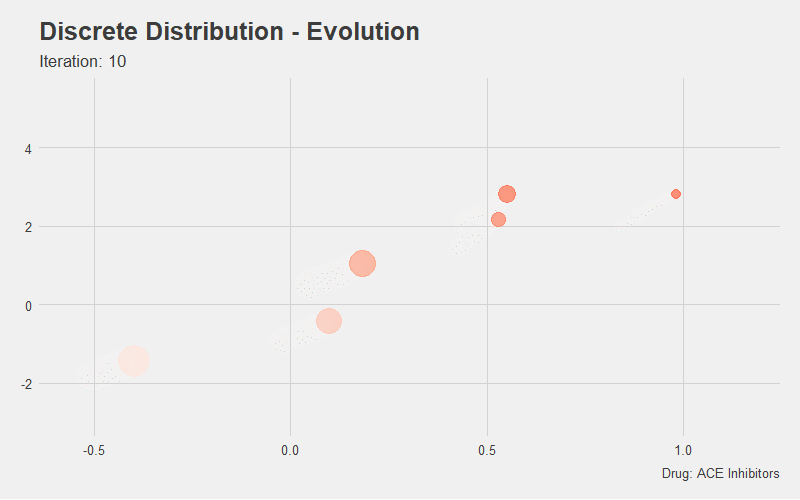 Discrete Distribution - Evolution
Iteration: 10
4
2
0
-2
-0.5 0.0 0.5 1.0
Drug: ACE Inhibitors